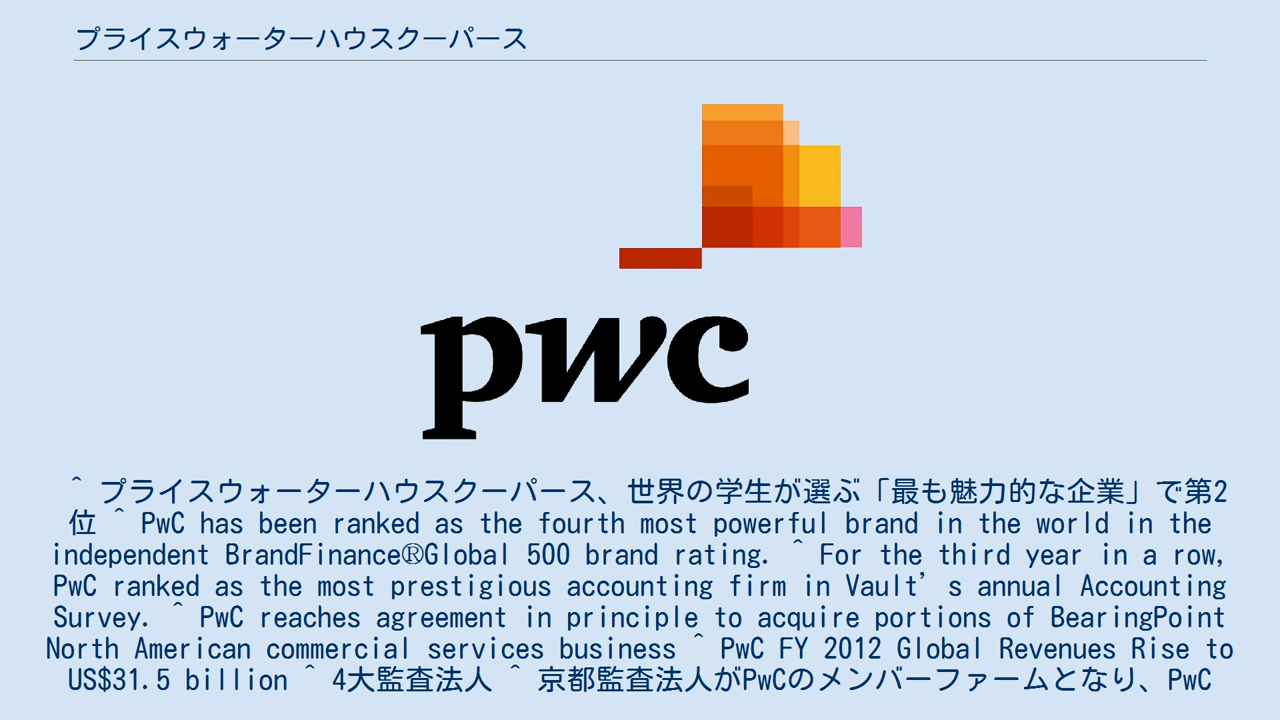 プライスウォーターハウスクーパース
pwc
^ プライスウォーターハウスクーパース、世界の学生が選ぶ「最も魅力的な企業」で第2
位 ^ PwC has been ranked as the fourth most powerful brand in the world in the
independent BrandFinance®Global 500 brand rating. ^ For the third year in a row,
PwC ranked as the most prestigious accounting firm in Vault’s annual Accounting
Survey. ^ PwC reaches agreement in principle to acquire portions of BearingPoint
North American commercial services business ^ PwC FY 2012 Global Revenues Rise to
US$31.5 billion ^ 4大監査法人 ^ 京都監査法人がPwCのメンバーファームとなり、PwC